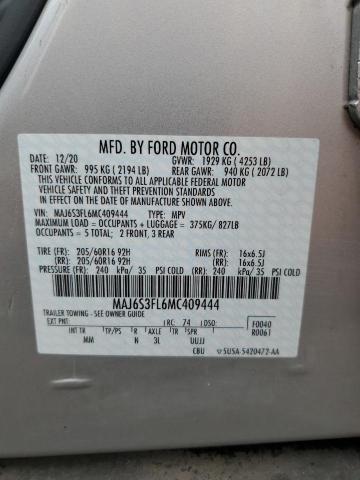 MFD. BY FORD MOTOR CO.
DATE: 12/20 GVWR: 1929 KG ( 4253 LB)
FRONT GAWR: 995 KG ( 2194 LB) REAR GAWR: 940 KG ( 2072 LB)
THIS VEHICLE CONFORMS TO ALL APPLICABLE FEDERAL MOTOR
VEHICLE SAFETY AND THEFT PREVENTION STANDARDS
IN EFFECT ON THE DATE OF MANUFACTURE SHOWN ABOVE.
VIN: MAJ6S3FL6MC409444 TYPE: MPV
MAXIMUM LOAD = OCCUPANTS + LUGGAGE = 375KG/ 827LB
OCCUPANTS = 5 TOTAL; 2 FRONT, 3 REAR
TIRE (FR): 205/60R16 92H RIMS (FR): 16x6.5J
TIRE (RR): 205/60R16 92H (RR): 16x6.5J
PRESSURE (FR): 240 kPa/ 35 PSI COLD (RR): 240 kPa/ 35 PSI COLD
MAJ6S3FL6MC409444
TRAILER TOWING - SEE OWNER GUIDE
EXT PNT: RC: 74 DSO: F0040
R0061
INT TR TP/PS R AXLE TR SPR
MM N 3L UUJJ
CBU 5USA-5420472-AA